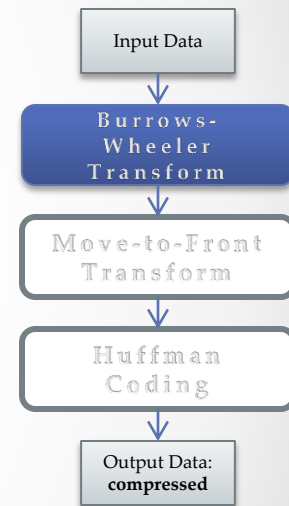 Input Data
Burrows-
Wheeler
Transform
Move-to-Front
Transform
Huffman
Coding
Output Data:
compressed